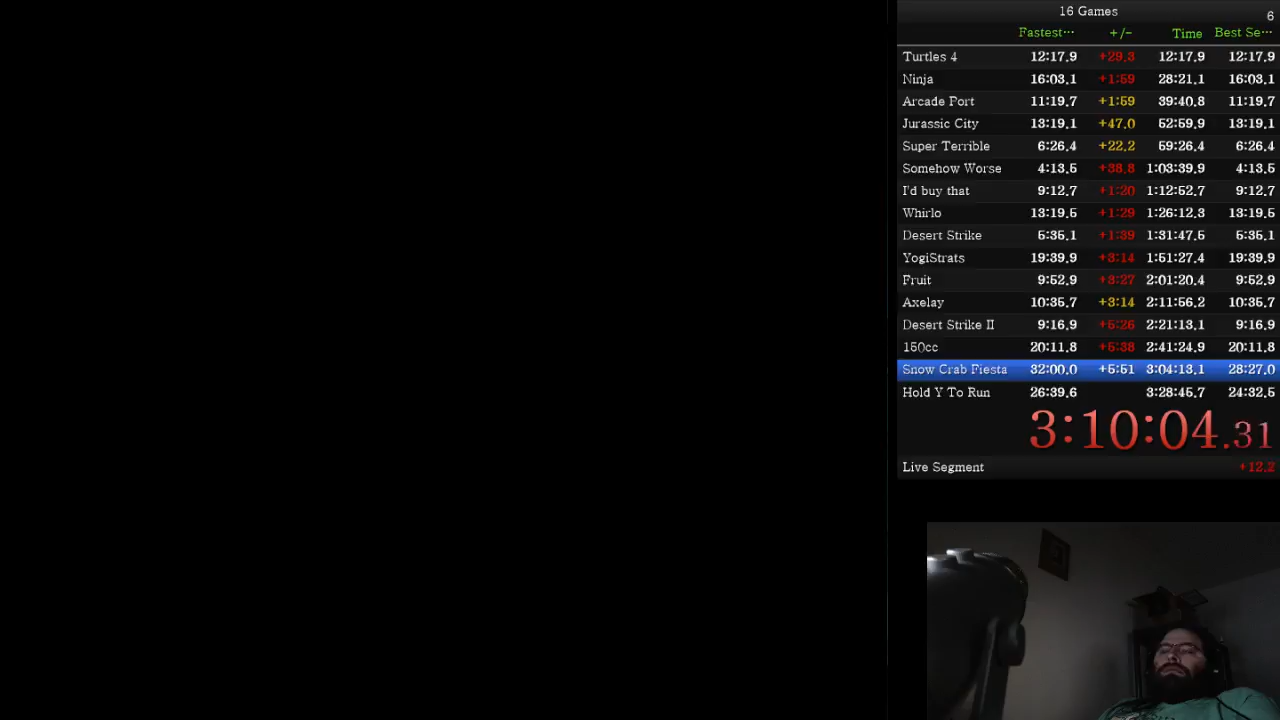 16 Games
6
Fastest… +/- Time Best Se…
Turtles 4 12:17.9 +29.3 12:17.9 12:17.9
Ninja 16:03.1 +1:59 28:21.1 16:03.1
Arcade Port 11:19.7 +1:59 39:40.8 11:19.7
Jurassic City 13:19.1 +47.0 52:59.9 13:19.1
Super Terrible 6:26.4 +22.2 59:26.4 6:26.4
Somehow Worse 4:13.5 +38.8 1:03:39.9 4:13.5
I'd buy that 9:12.7 +1:20 1:12:52.7 9:12.7
Whirlo 13:19.5 +1:29 1:26:12.3 13:19.5
Desert Strike 5:35.1 +1:39 1:31:47.5 5:35.1
YogiStrats 19:39.9 +3:14 1:51:27.4 19:39.9
Fruit 9:52.9 +3:27 2:01:20.4 9:52.9
Axelay 10:35.7 +3:14 2:11:56.2 10:35.7
Desert Strike II 9:16.9 +5:26 2:21:13.1 9:16.9
150cc 20:11.8 +5:38 2:41:24.9 20:11.8
Snow Crab Fiesta 32:00.0 +5:51 3:04:13.1 28:27.0
Hold Y To Run 26:39.6 3:28:45.7 24:32.5
3:10:04.31
Live Segment +12.2